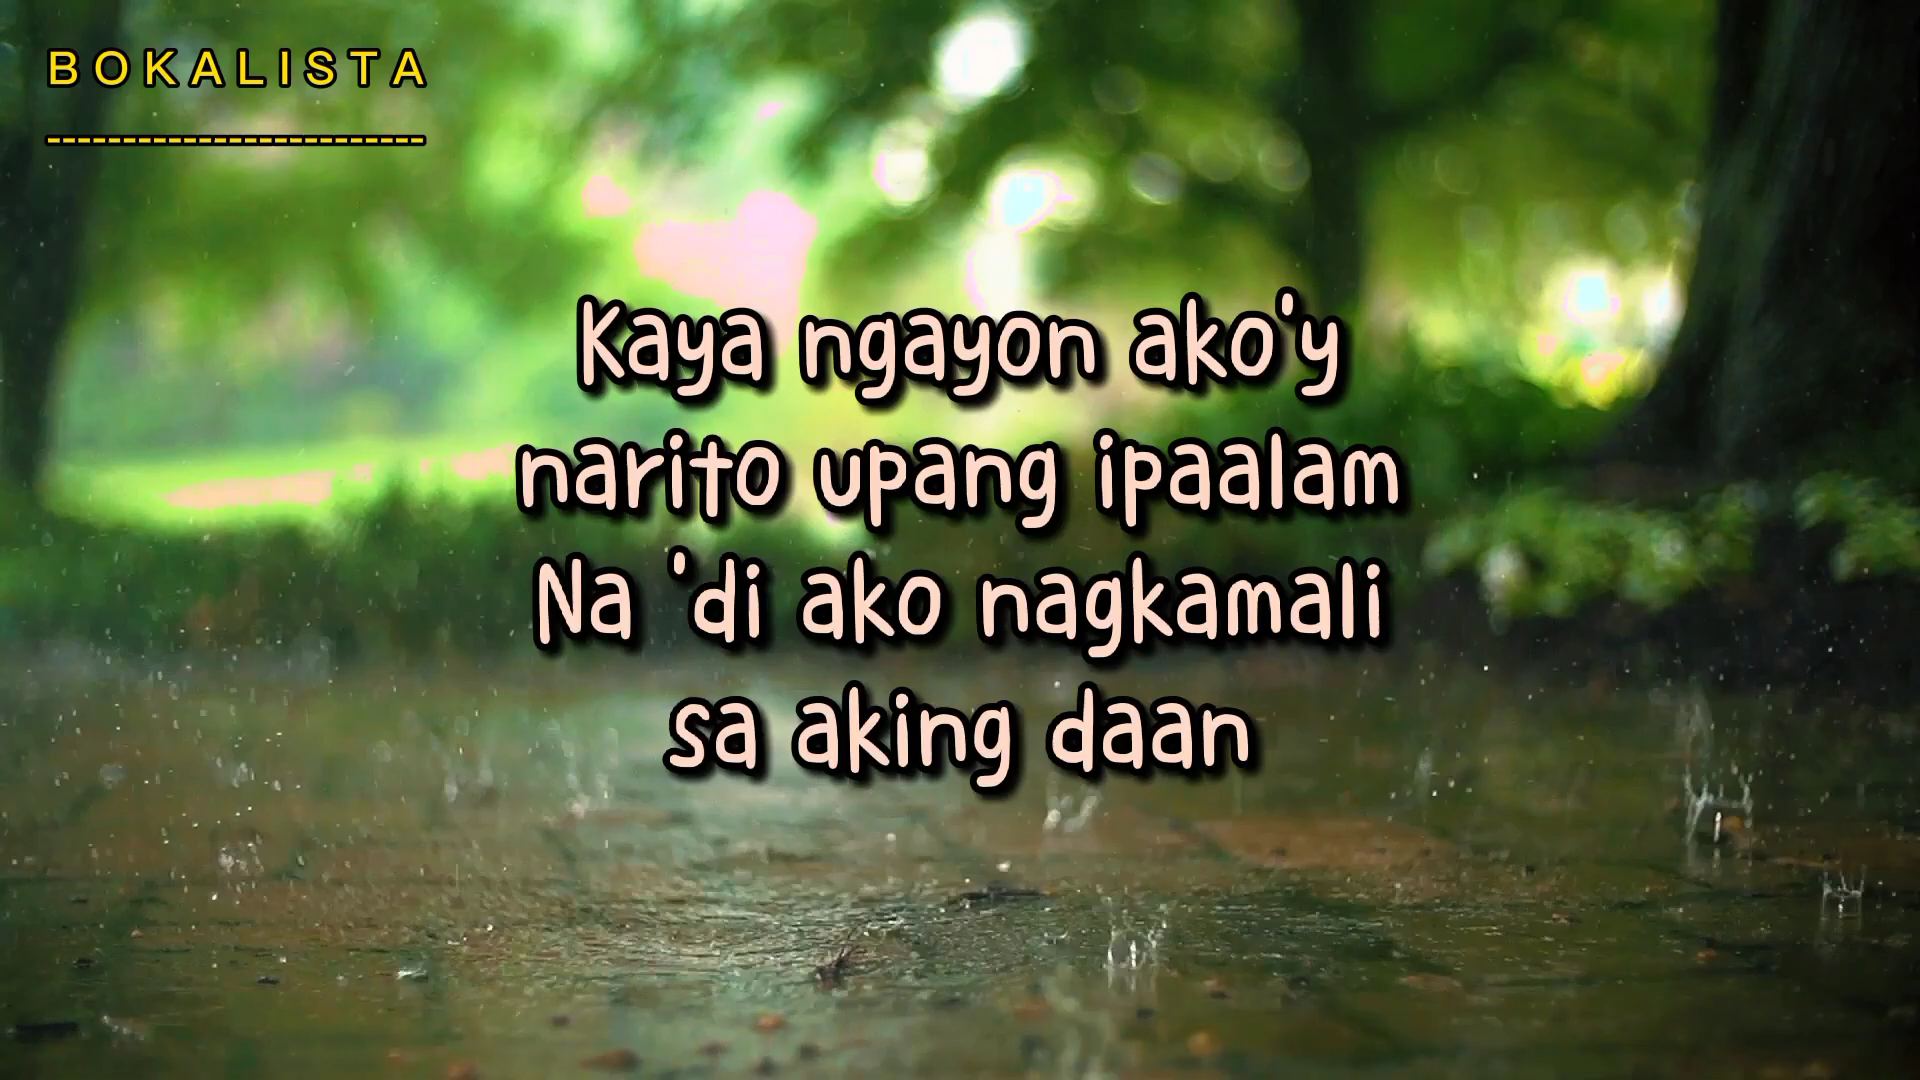 BOKALISTA
-------------------------
Kaya ngayon ako'y
narito upang ipaalam
Na 'di ako nagkamali
sa aking daan